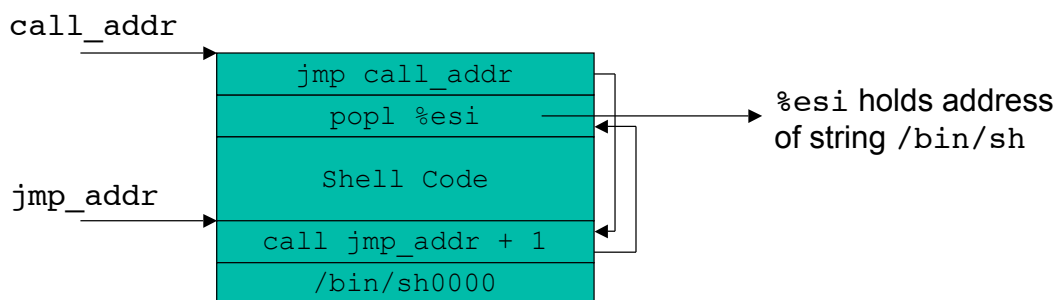 call_addr
jmp call_addr
popl %esi
%esi holds address
of string /bin/sh
Shell Code
jmp_addr
call jmp_addr + 1
/bin/sh0000